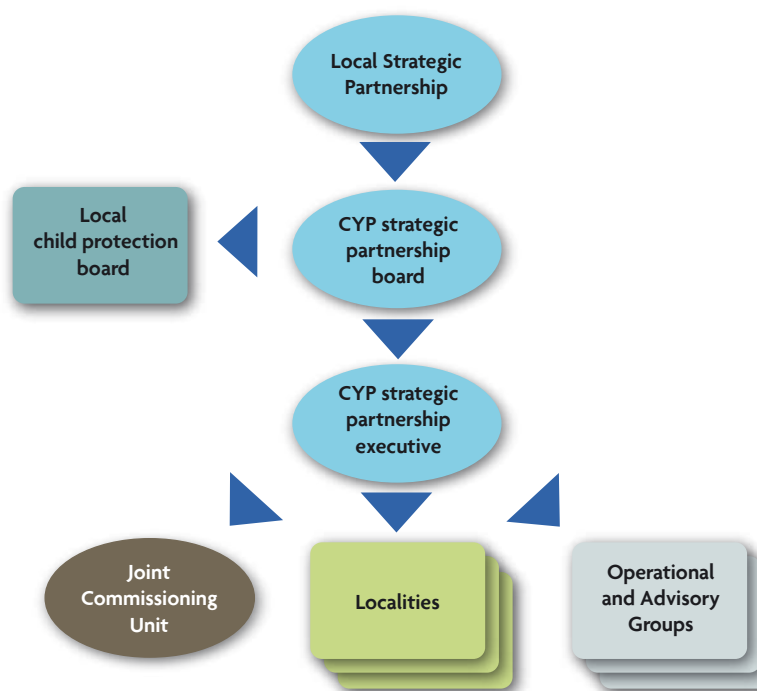 Local Strategic
Partnership
Local
child protection
board
CYP strategic
partnership
board
CYP strategic
partnership
executive
Joint
Commissioning
Unit
Localities
Operational
and Advisory
Groups